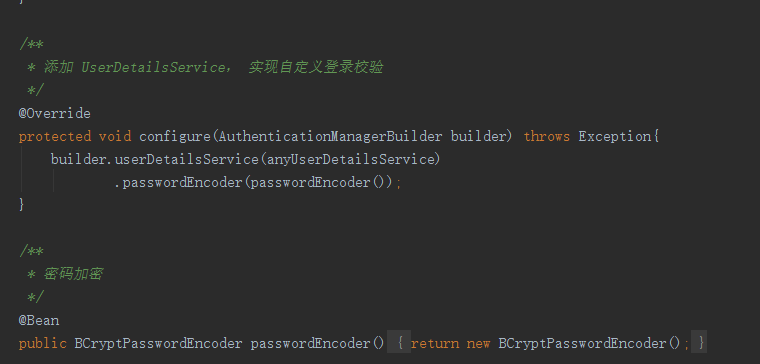 }
/**
 * 添加 UserDetailsService, 实现自定义登录校验
 */
@Override
protected void configure(AuthenticationManagerBuilder builder) throws Exception{
    builder.userDetailsService(anyUserDetailsService)
            .passwordEncoder(passwordEncoder());
}
/**
 * 密码加密
 */
@Bean
public BCryptPasswordEncoder passwordEncoder() { return new BCryptPasswordEncoder(); }